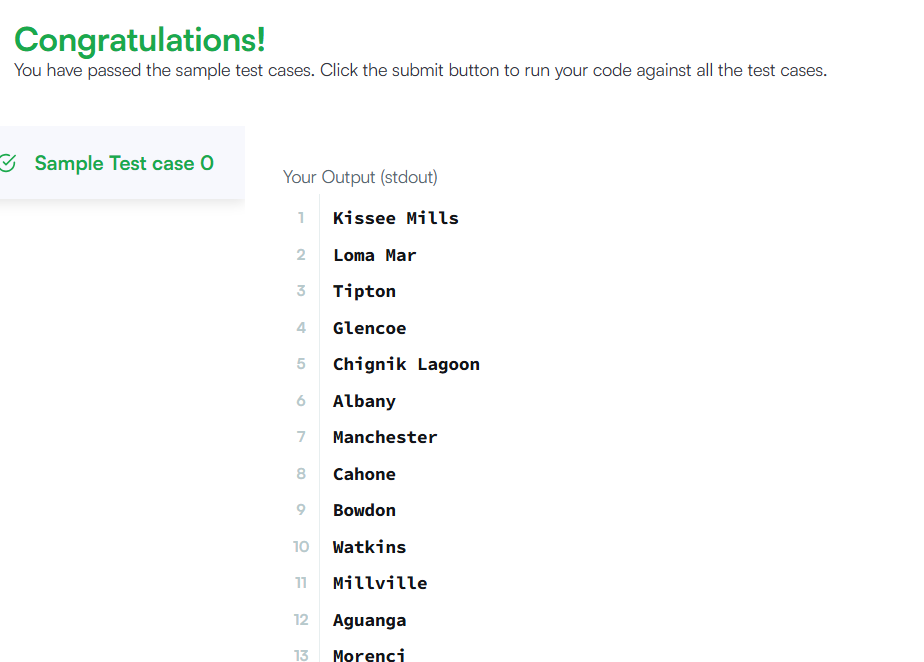 Congratulations!
You have passed the sample test cases. Click the submit button to run your code against all the test cases.
Sample Test case 0
Your Output (stdout)
1 Kissee Mills
2 Loma Mar
3 Tipton
4 Glencoe
5 Chignik Lagoon
6 Albany
7 Manchester
8 Cahone
9 Bowdon
10 Watkins
11 Millville
12 Aguanga
13 Morenci